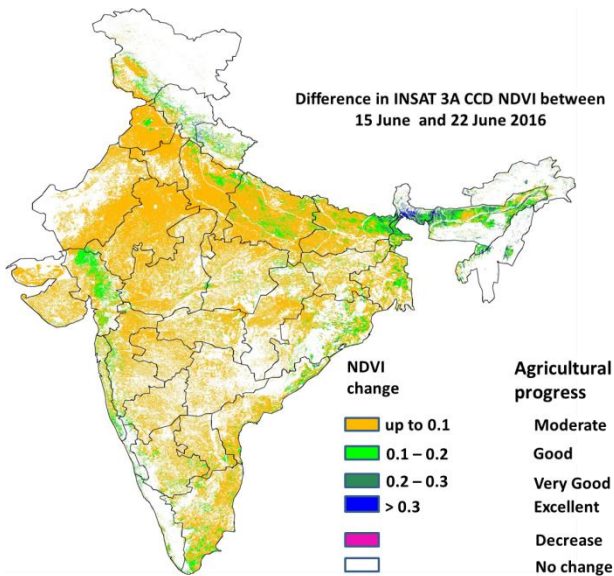 Difference in INSAT 3A CCD NDVI between
15 June and 22 June 2016
NDVI change
Agricultural progress
up to 0.1 Moderate
0.1 – 0.2 Good
0.2 – 0.3 Very Good
> 0.3 Excellent
Decrease
No change